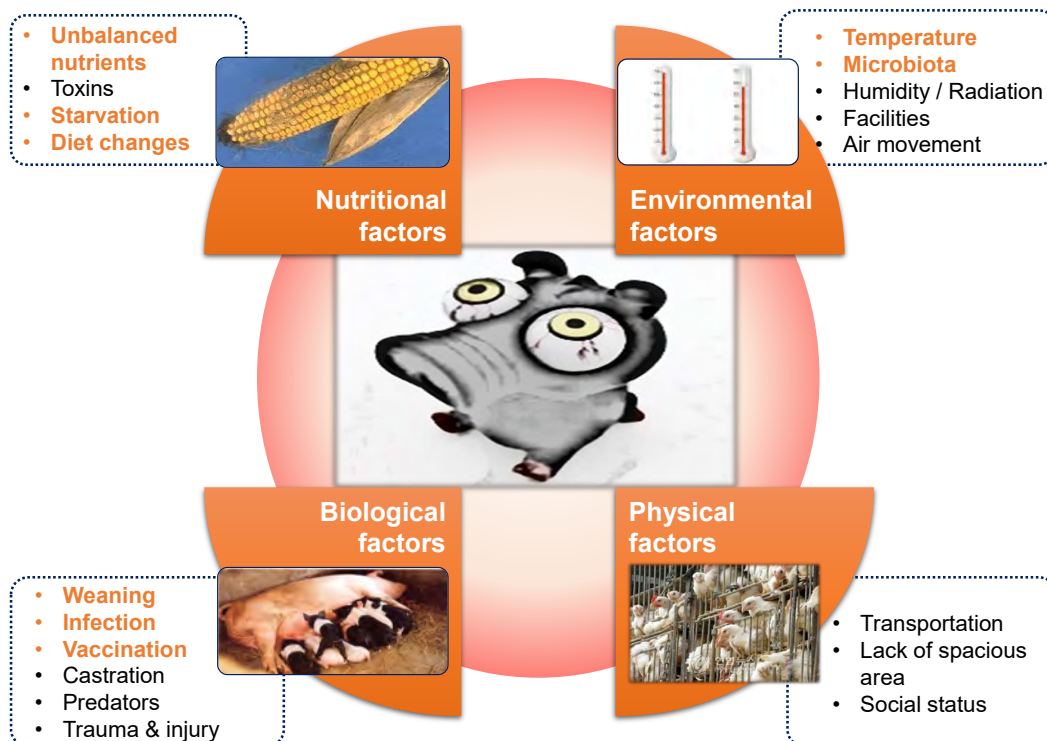 • Unbalanced
nutrients
• Toxins
• Starvation
• Diet changes
Nutritional
factors
• Temperature
• Microbiota
• Humidity / Radiation
• Facilities
• Air movement
Environmental
factors
Biological
factors
• Weaning
• Infection
• Vaccination
• Castration
• Predators
• Trauma & injury
Physical
factors
• Transportation
• Lack of spacious
area
• Social status